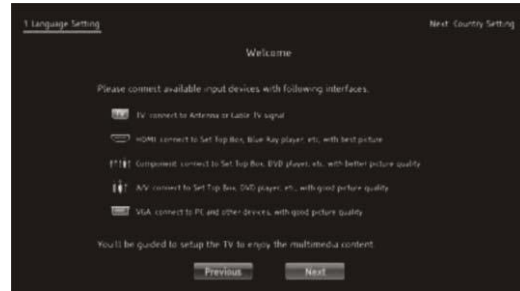 1 Language Setting
Next: Country Setting
Welcome
Please connect available input devices with following interfaces.
TV: connect to Antenna or Cable TV signal
HDMI: connect to Set Top Box, Blue Ray player, etc. with best picture
Component: connect to Set Top Box, DVD player, etc. with better picture quality
A/V: connect to Set Top Box, DVD player, etc. with good picture quality
VGA: connect to PC and other devices, with good picture quality
You'll be guided to setup the TV to enjoy the multimedia content.
Previous
Next